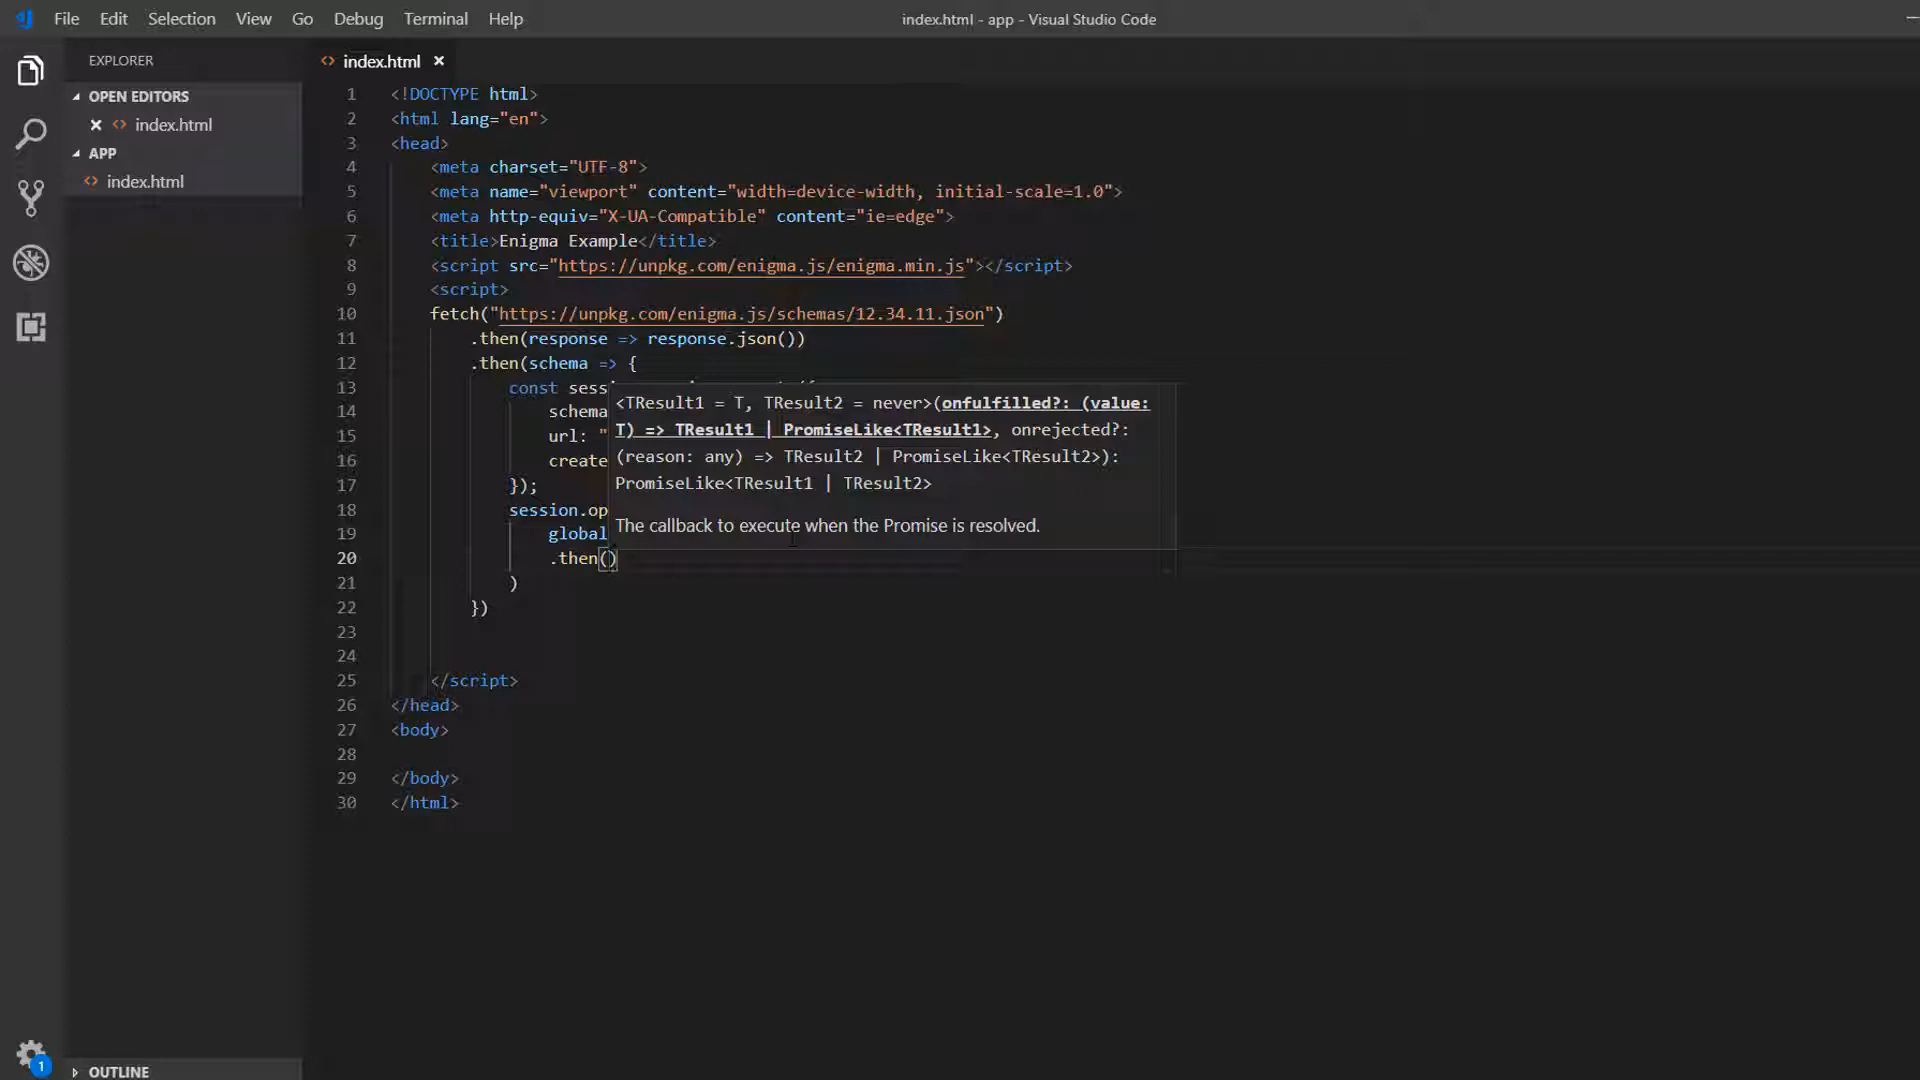 File Edit Selection View Go Debug Terminal Help
index.html - app - Visual Studio Code
EXPLORER
OPEN EDITORS
index.html
APP
index.html
OUTLINE
1
index.html
1 <!DOCTYPE html>
2 <html lang="en">
3 <head>
4 <meta charset="UTF-8">
5 <meta name="viewport" content="width=device-width, initial-scale=1.0">
6 <meta http-equiv="X-UA-Compatible" content="ie=edge">
7 <title>Enigma Example</title>
8 <script src="https://unpkg.com/enigma.js/enigma.min.js"></script>
9 <script>
10 fetch("https://unpkg.com/enigma.js/schemas/12.34.11.json")
11 .then(response => response.json())
12 .then(schema => {
13 const sess
14 schema
15 url: "
16 create
17 });
18 session.op
19 global
20 .then()
21 )
22 })
23
24
25 </script>
26 </head>
27 <body>
28
29 </body>
30 </html>
<TResult1 = T, TResult2 = never>(onfulfilled?: (value:
T) => TResult1 | PromiseLike<TResult1>, onrejected?:
(reason: any) => TResult2 | PromiseLike<TResult2>):
PromiseLike<TResult1 | TResult2>
The callback to execute when the Promise is resolved.